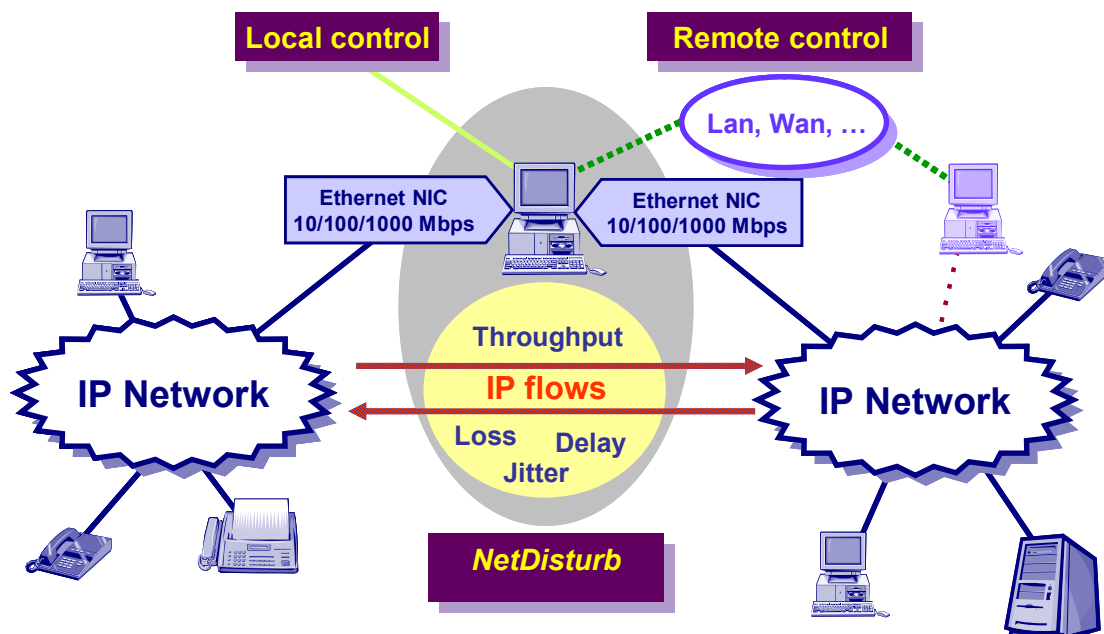 Local control
Remote control
Lan, Wan, …
Ethernet NIC
10/100/1000 Mbps
Ethernet NIC
10/100/1000 Mbps
Throughput
IP Network
IP flows
IP Network
Loss
Delay
Jitter
NetDisturb